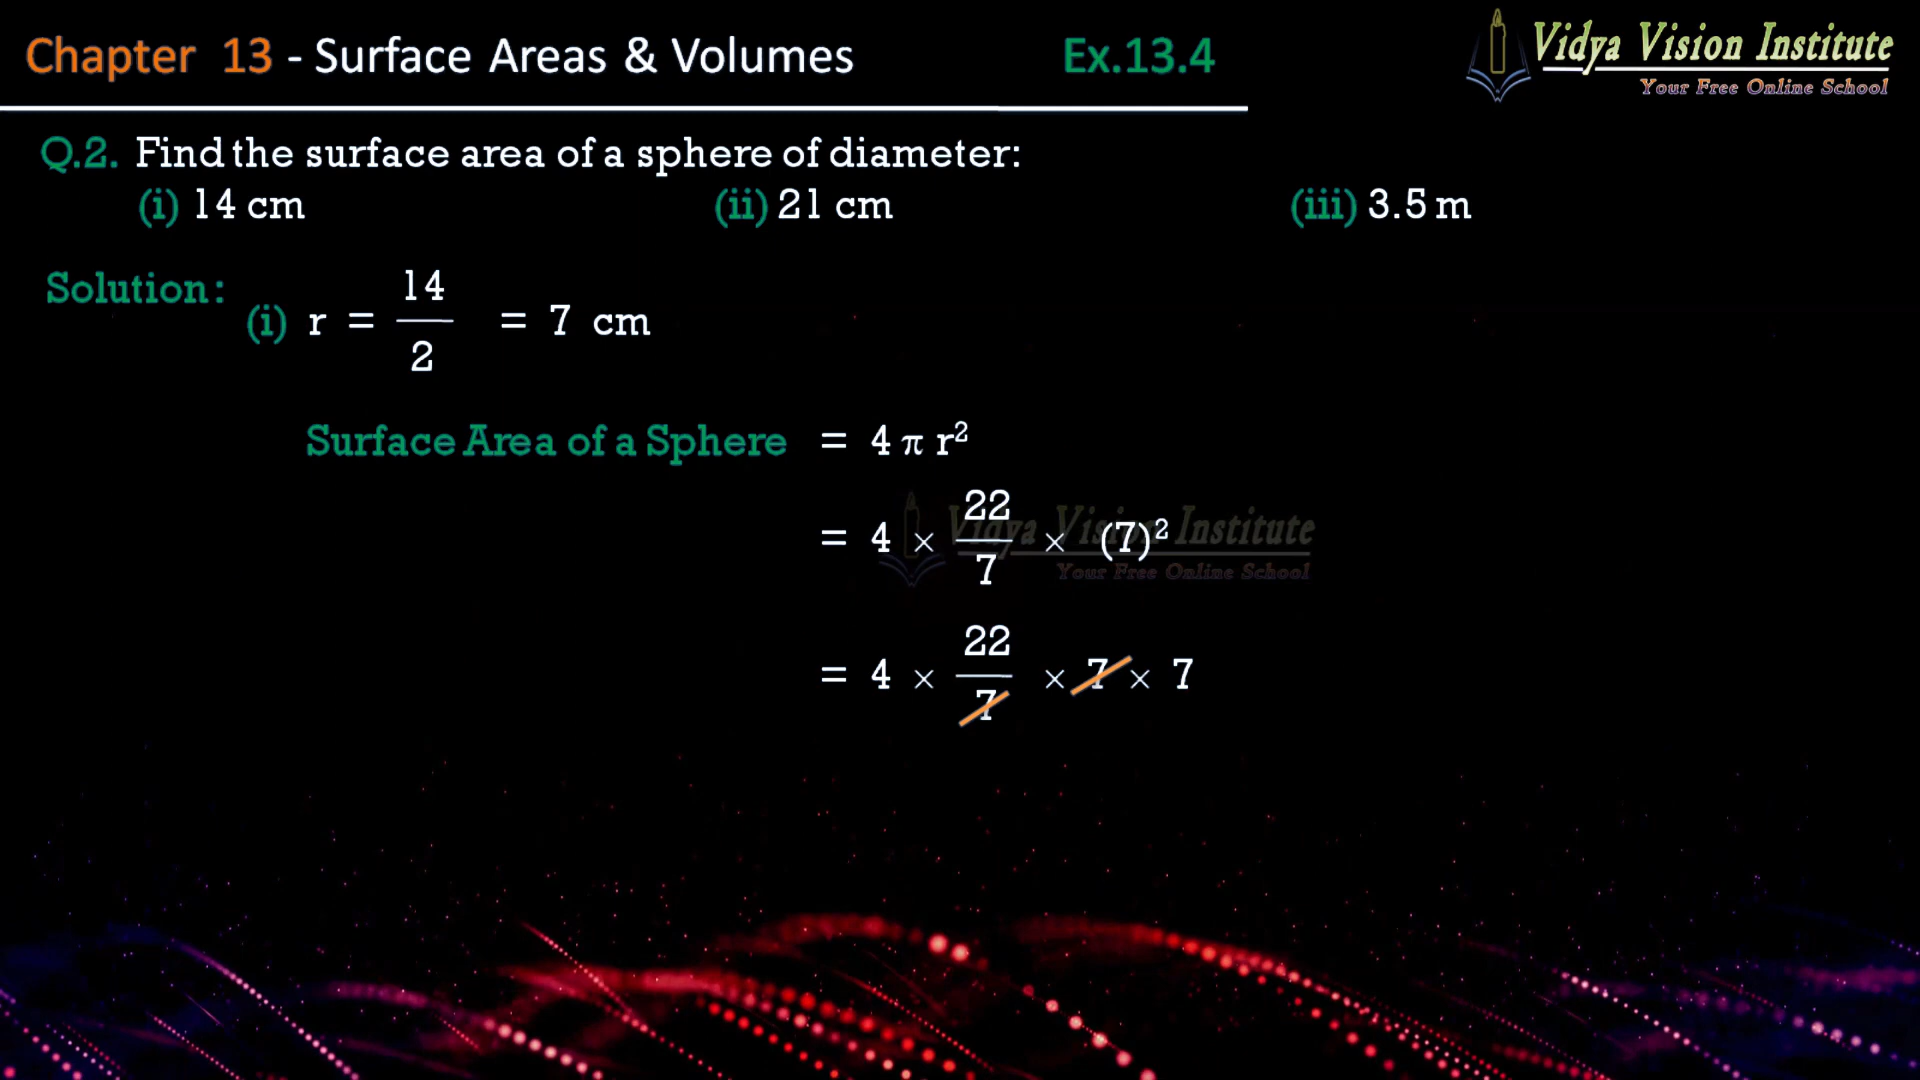 Chapter 13 - Surface Areas & Volumes Ex.13.4
Vidya Vision Institute
Your Free Online School
Q.2. Find the surface area of a sphere of diameter:
(i) 14 cm (ii) 21 cm (iii) 3.5 m
Solution: (i) r = 14/2 = 7 cm
Surface Area of a Sphere = 4 π r²
= 4 × 22/7 × (7)²
Vidya Vision Institute
Your Free Online School
= 4 × 22/7 × 7 × 7